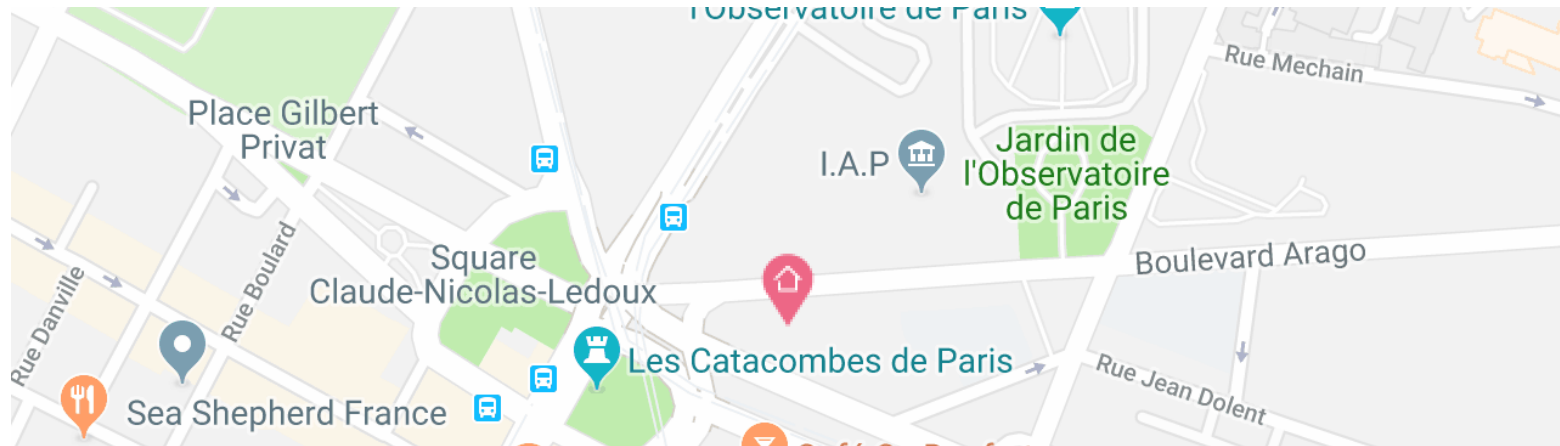 l'Observatoire de Paris
Rue Mechain
Place Gilbert
Privat
I.A.P
Jardin de
l'Observatoire
de Paris
Boulevard Arago
Square
Claude-Nicolas-Ledoux
Rue Boulard
Rue Danville
Les Catacombes de Paris
Rue Jean Dolent
Sea Shepherd France